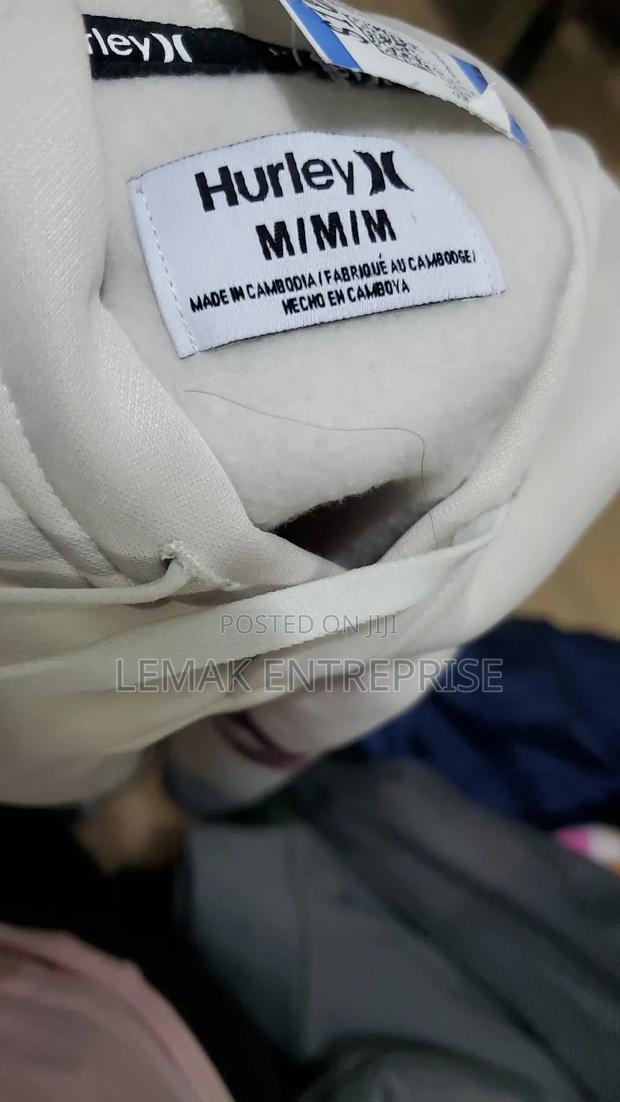 rley
Hurley
M/M/M
MADE IN CAMBODIA / FABRIQUÉ AU CAMBODGE /
HECHO EN CAMBOYA
POSTED ON JIJI
LEMAK ENTREPRISE